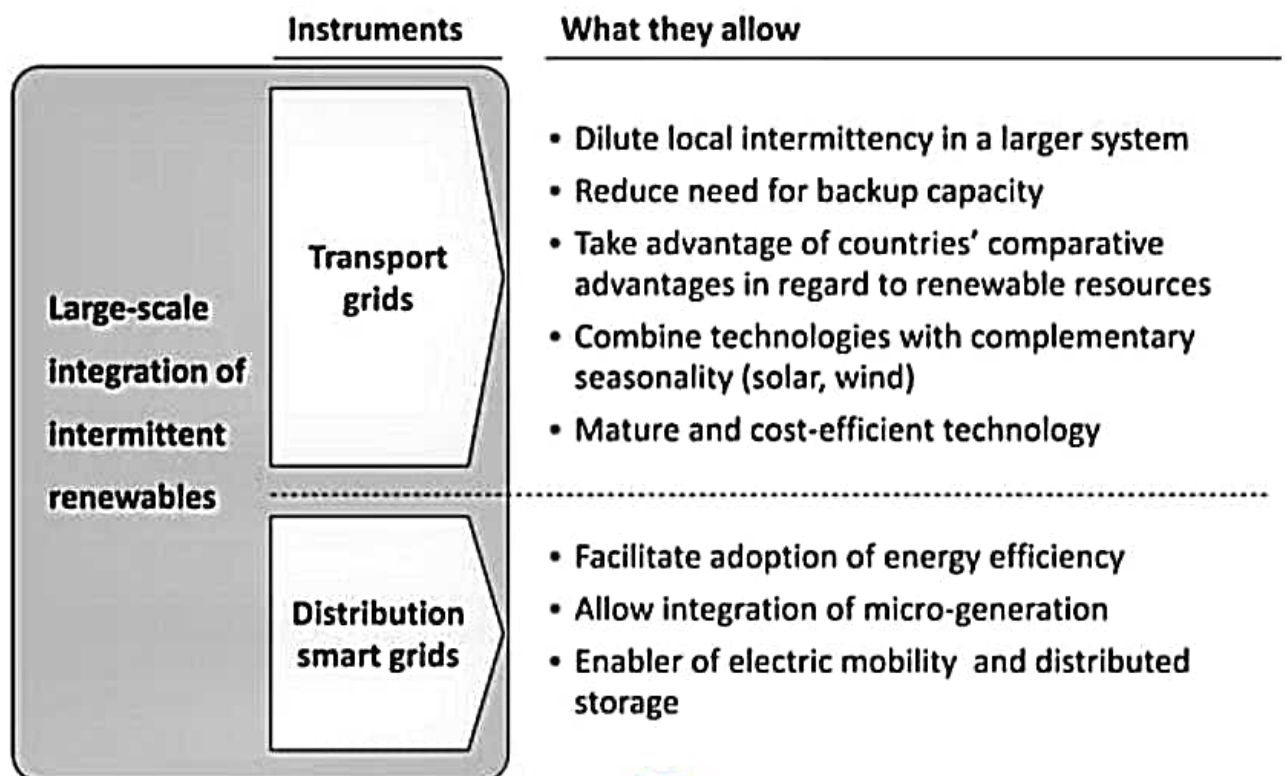 Instruments
What they allow
Large-scale
integration of
intermittent
renewables
Transport
grids
• Dilute local intermittency in a larger system
• Reduce need for backup capacity
• Take advantage of countries' comparative
advantages in regard to renewable resources
• Combine technologies with complementary
seasonality (solar, wind)
• Mature and cost-efficient technology
Distribution
smart grids
• Facilitate adoption of energy efficiency
• Allow integration of micro-generation
• Enabler of electric mobility and distributed
storage